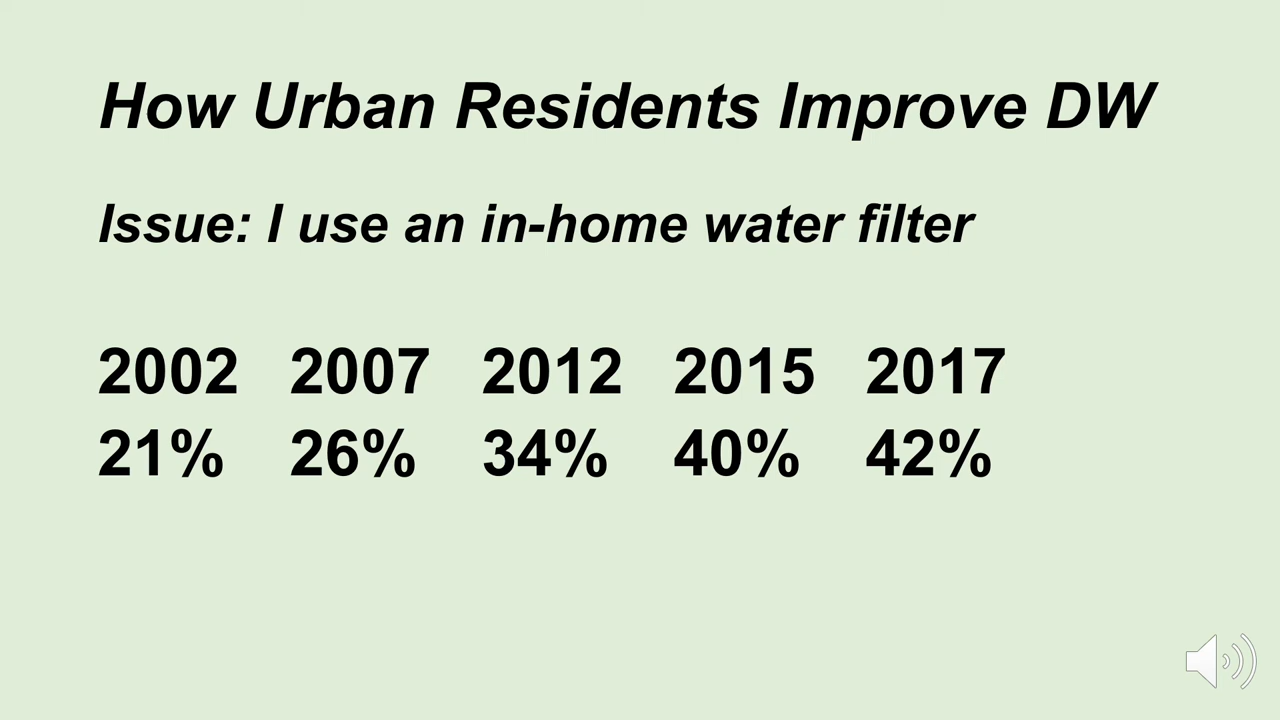 How Urban Residents Improve DW
Issue: I use an in-home water filter
2002 2007 2012 2015 2017
21% 26% 34% 40% 42%